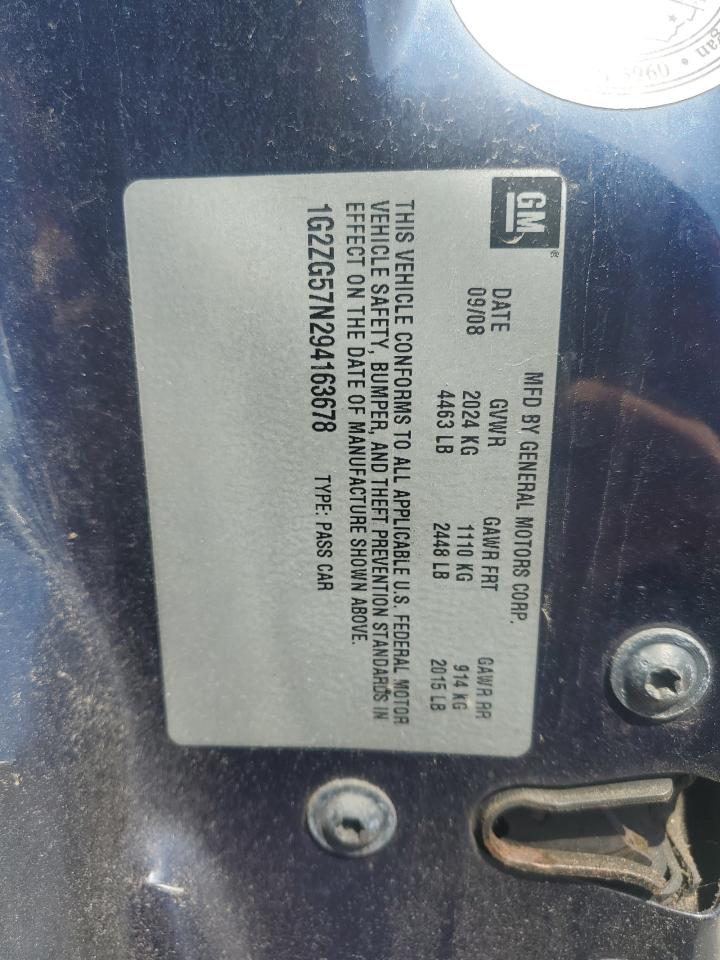 gan
0960
GM
®
MFD BY GENERAL MOTORS CORP.
DATE GVWR GAWR FRT GAWR RR
09/08 2024 KG 1110 KG 914 KG
4463 LB 2448 LB 2015 LB
THIS VEHICLE CONFORMS TO ALL APPLICABLE U.S. FEDERAL MOTOR
VEHICLE SAFETY, BUMPER, AND THEFT PREVENTION STANDARDS IN
EFFECT ON THE DATE OF MANUFACTURE SHOWN ABOVE.
1G2ZG57N294163678 TYPE: PASS CAR